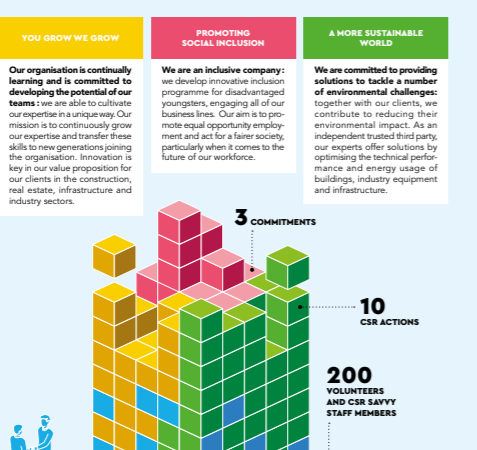 YOU GROW WE GROW
Our organisation is continually
learning and is committed to
developing the potential of our
teams : we are able to cultivate
our expertise in a unique way. Our
mission is to continually grow
our expertise and transfer these
skills to new generations joining
the organisation. Innovation is
key in our value proposition for
our clients in the construction,
real estate, infrastructure and
industry sectors.
PROMOTING
SOCIAL INCLUSION
We are an inclusive company :
we develop innovative inclusion
programme for disadvantaged
youngsters, engaging all of our
business lines. Our aim is to pro-
mote equal opportunity employ-
ment and act for a fairer society,
particularly when it comes to the
future of our workforce.
A MORE SUSTAINABLE
WORLD
We are committed to providing
solutions to tackle a number
of environmental challenges:
together with our clients, we
contribute to reducing their
environmental impact. As an
independent trusted third party,
our experts offer solutions by
optimising the technical perfor-
mance and energy usage of
buildings, industry equipment
and infrastructure.
3 COMMITMENTS
10
CSR ACTIONS
200
VOLUNTEERS
AND CSR SAVVY
STAFF MEMBERS